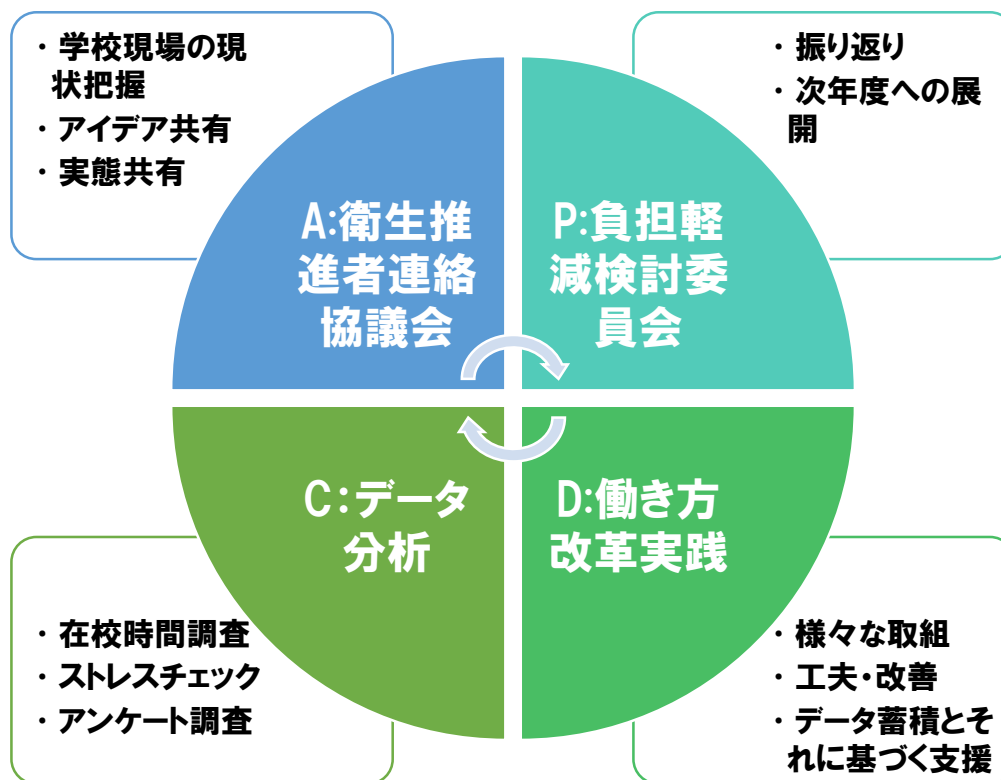 ・学校現場の現
状把握
・アイデア共有
・実態共有
・振り返り
・次年度への展
開
A:衛生推
進者連絡
協議会
P:負担軽
減検討委
員会
C:データ
分析
D:働き方
改革実践
・在校時間調査
・ストレスチェック
・アンケート調査
・様々な取組
・工夫・改善
・データ蓄積とそ
れに基づく支援